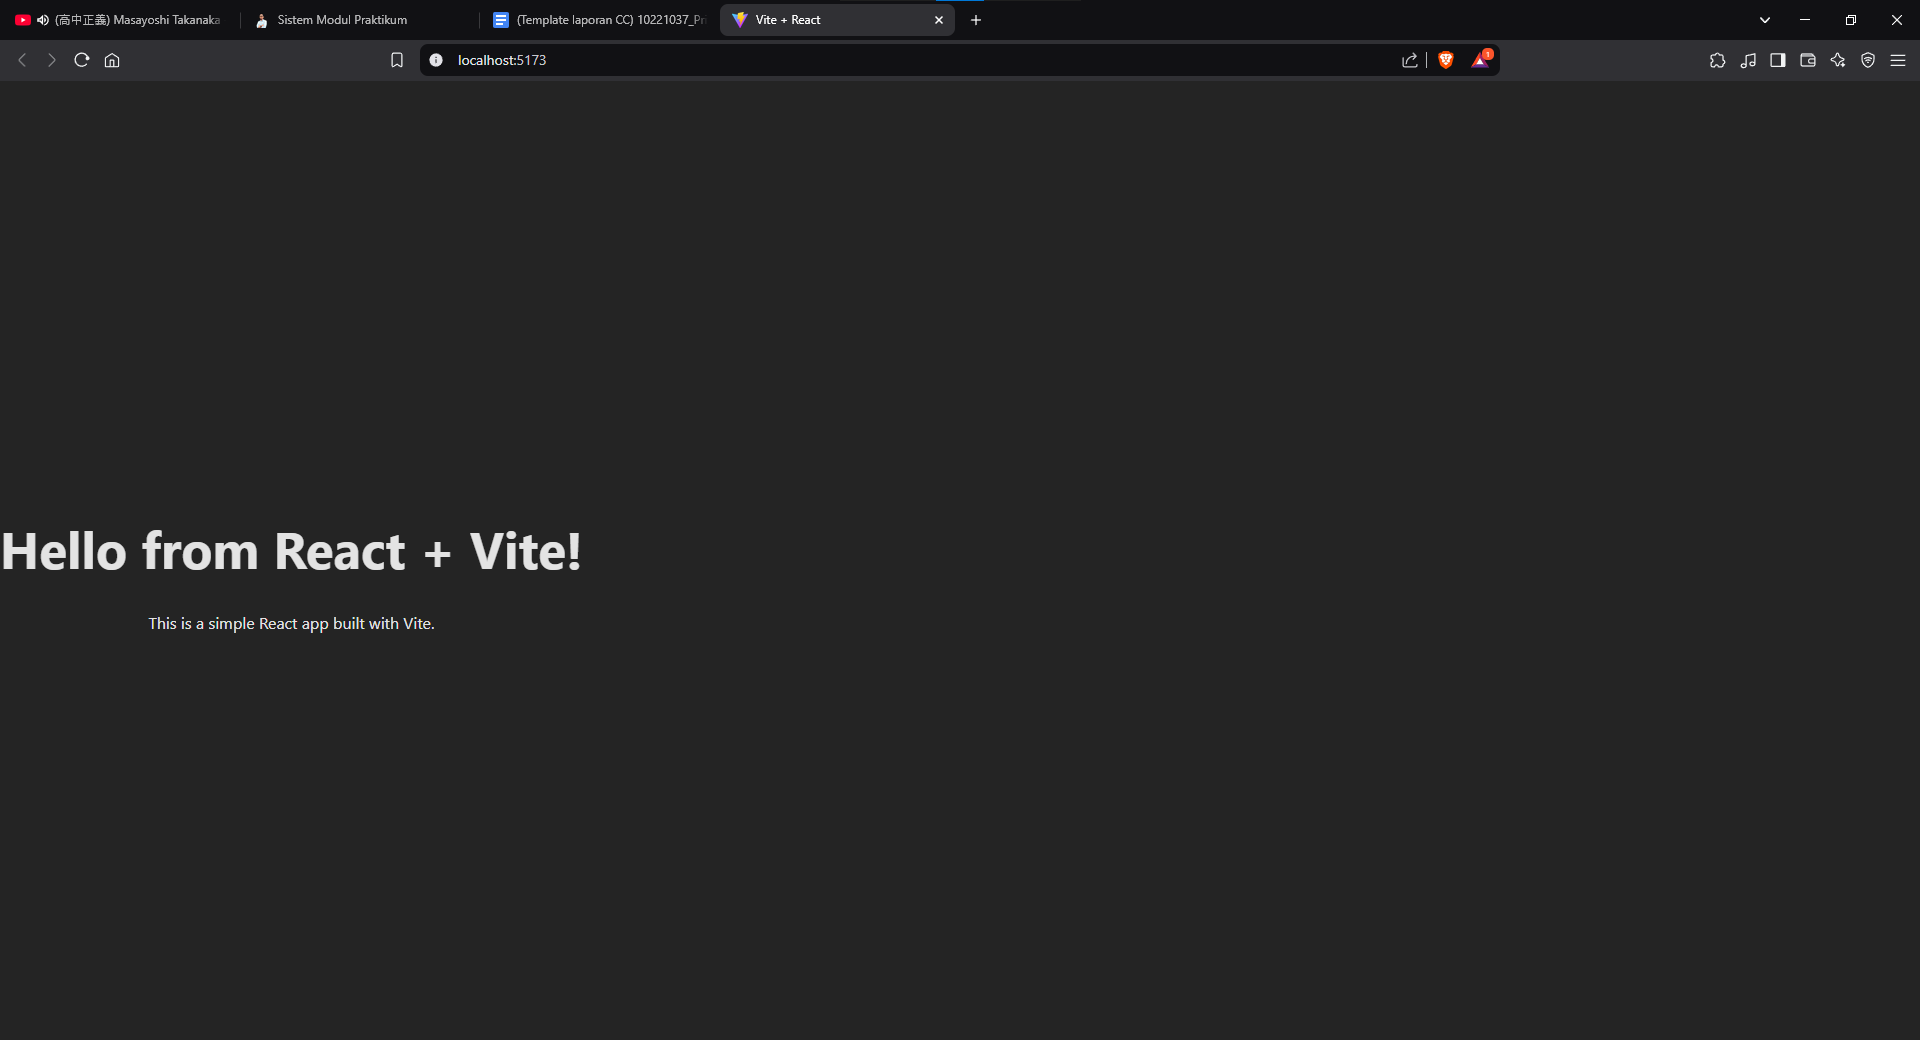 (高中正義) Masayoshi Takanaka
Sistem Modul Praktikum
(Template laporan CC) 10221037_Pri
Vite + React
localhost:5173
1
Hello from React + Vite!
This is a simple React app built with Vite.